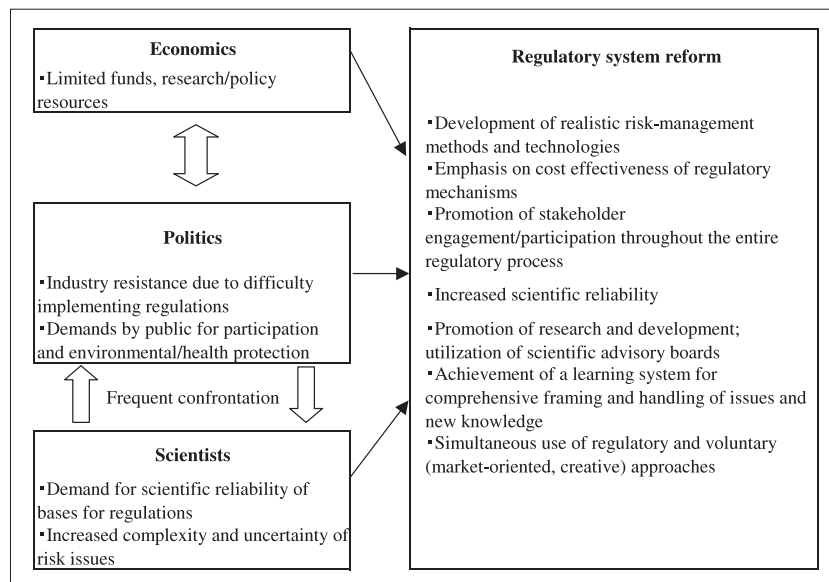 Economics
▪Limited funds, research/policy
resources
Politics
▪Industry resistance due to difficulty
implementing regulations
▪Demands by public for participation
and environmental/health protection
Frequent confrontation
Scientists
▪Demand for scientific reliability of
bases for regulations
▪Increased complexity and uncertainty of
risk issues
Regulatory system reform
▪Development of realistic risk-management
methods and technologies
▪Emphasis on cost effectiveness of regulatory
mechanisms
▪Promotion of stakeholder
engagement/participation throughout the entire
regulatory process
▪Increased scientific reliability
▪Promotion of research and development;
utilization of scientific advisory boards
▪Achievement of a learning system for
comprehensive framing and handling of issues and
new knowledge
▪Simultaneous use of regulatory and voluntary
(market-oriented, creative) approaches